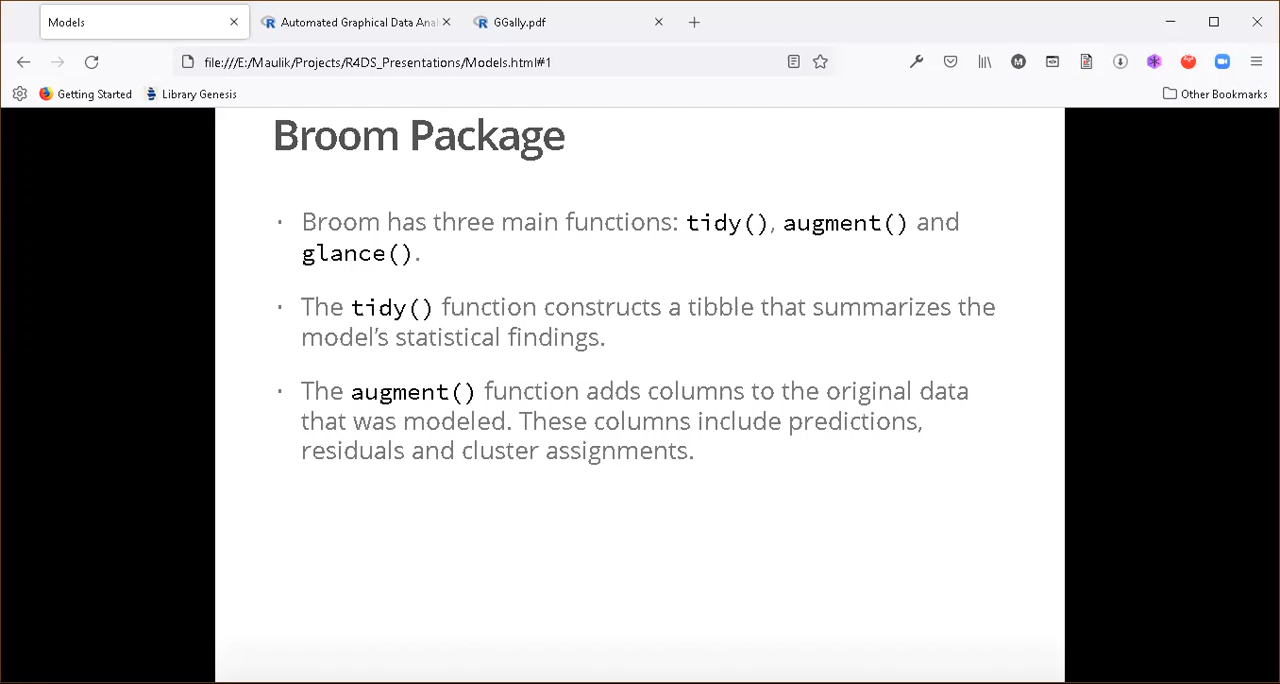 Models
Automated Graphical Data Anal
GGally.pdf
file:///E:/Maulik/Projects/R4DS_Presentations/Models.html#1
Getting Started
Library Genesis
Other Bookmarks
Broom Package
· Broom has three main functions: tidy(), augment() and
glance().
· The tidy() function constructs a tibble that summarizes the
model’s statistical findings.
· The augment() function adds columns to the original data
that was modeled. These columns include predictions,
residuals and cluster assignments.